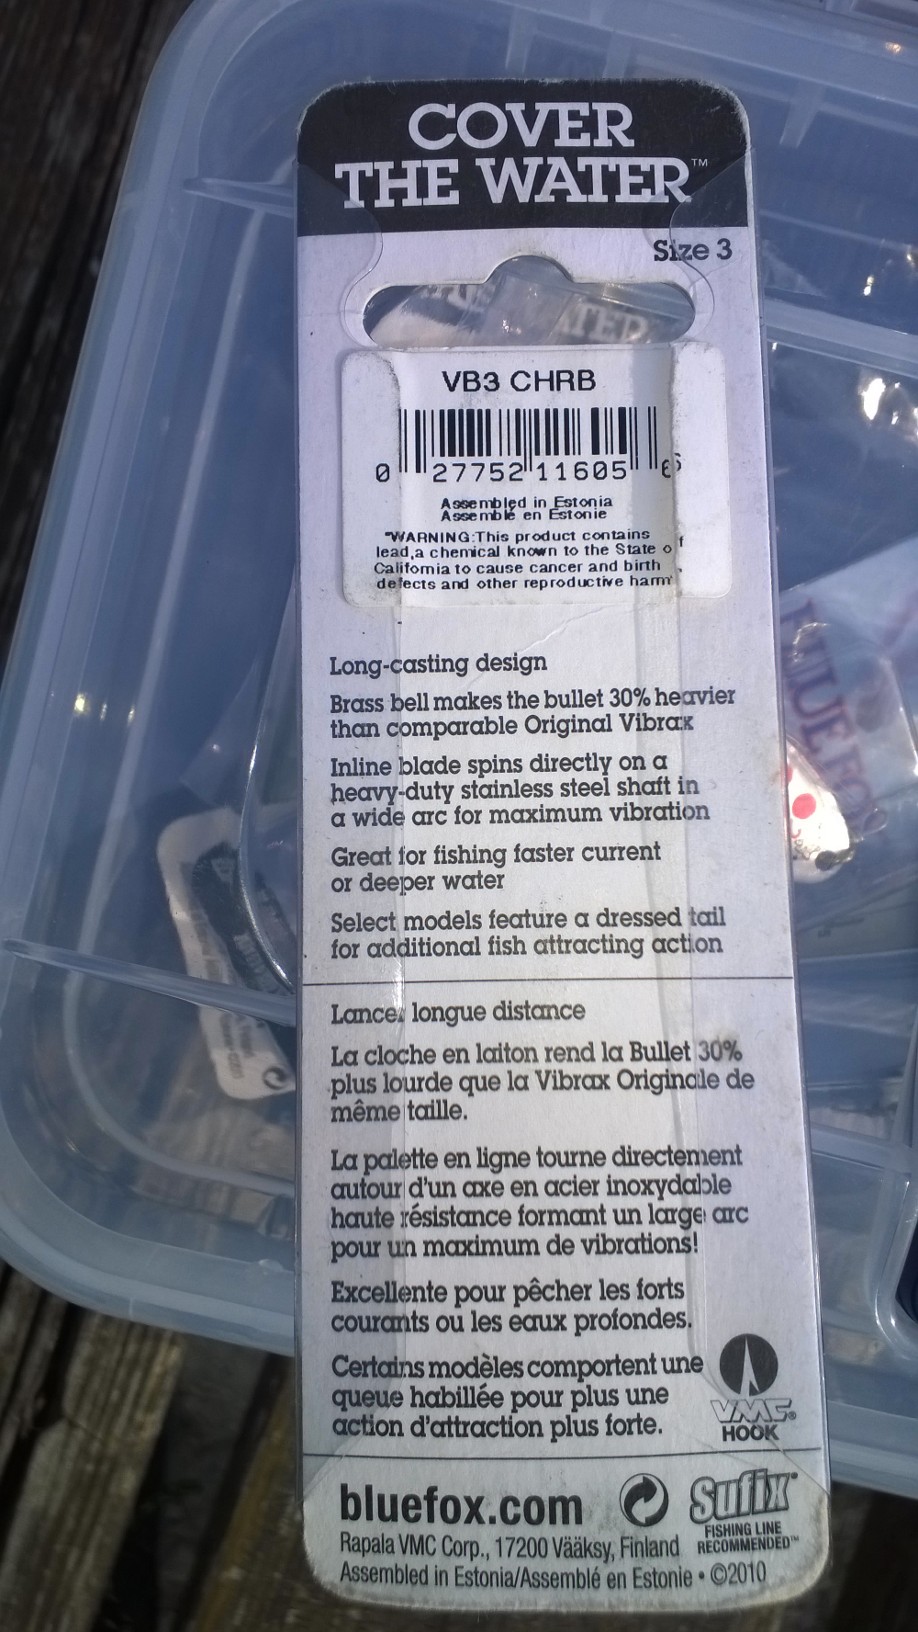 COVER
THE WATER™
Size 3
VB3 CHRB
0 27752 11605 6
Assembled in Estonia
Assemblé en Estonie
"WARNING:This product contains
lead,a chemical known to the State of
California to cause cancer and birth
defects and other reproductive harm
Long-casting design
Brass bell makes the bullet 30% heavier
than comparable Original Vibrax
Inline blade spins directly on a
heavy-duty stainless steel shaft in
a wide arc for maximum vibration
Great for fishing faster current
or deeper water
Select models feature a dressed tail
for additional fish attracting action
Lancer longue distance
La cloche en laiton rend la Bullet 30%
plus lourde que la Vibrax Originale de
même taille.
La palette en ligne tourne directement
autour d'un axe en acier inoxydable
haute résistance formant un large arc
pour un maximum de vibrations!
Excellente pour pêcher les forts
courants ou les eaux profondes.
Certains modèles comportent une
queue habillée pour plus une
action d'attraction plus forte.
VMC®
HOOK
bluefox.com
Sufix®
FISHING LINE
RECOMMENDED™
Rapala VMC Corp., 17200 Vääksy, Finland
Assembled in Estonia/Assemblé en Estonie • ©2010
BLUE FOX